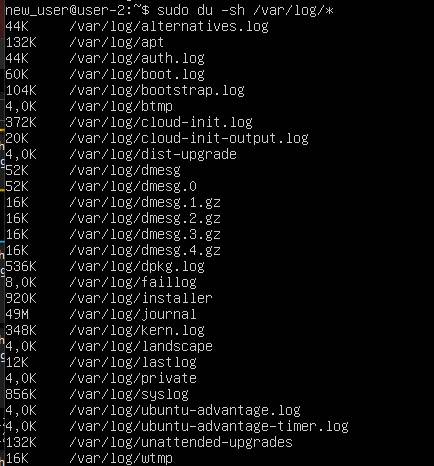 new_user@user-2:~$ sudo du -sh /var/log/*
44K /var/log/alternatives.log
132K /var/log/apt
44K /var/log/auth.log
60K /var/log/boot.log
104K /var/log/bootstrap.log
4,0K /var/log/btmp
372K /var/log/cloud-init.log
20K /var/log/cloud-init-output.log
4,0K /var/log/dist-upgrade
52K /var/log/dmesg
52K /var/log/dmesg.0
16K /var/log/dmesg.1.gz
16K /var/log/dmesg.2.gz
16K /var/log/dmesg.3.gz
16K /var/log/dmesg.4.gz
536K /var/log/dpkg.log
8,0K /var/log/faillog
920K /var/log/installer
49M /var/log/journal
348K /var/log/kern.log
4,0K /var/log/landscape
12K /var/log/lastlog
4,0K /var/log/private
856K /var/log/syslog
4,0K /var/log/ubuntu-advantage.log
4,0K /var/log/ubuntu-advantage-timer.log
132K /var/log/unattended-upgrades
16K /var/log/wtmp